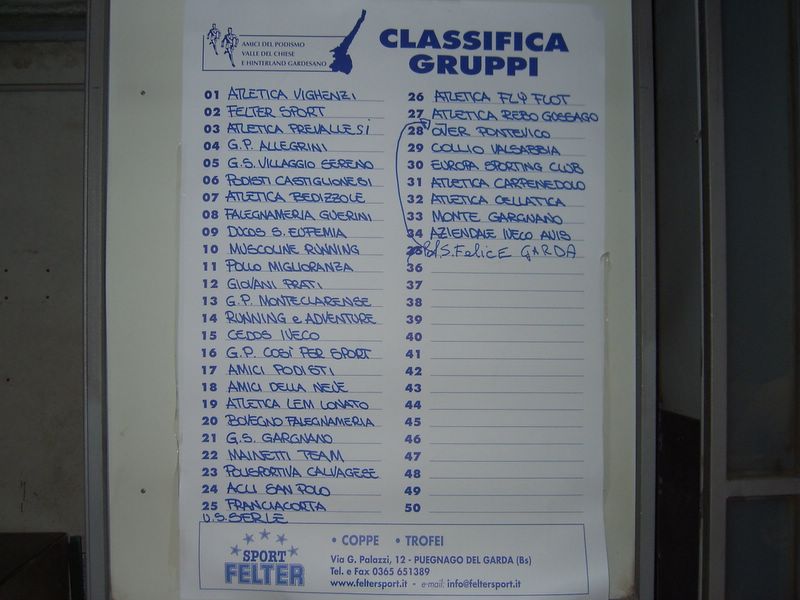 AMICI DEL PODISMO
VALLE DEL CHIESE
E HINTERLAND GARDESANO
CLASSIFICA
GRUPPI
01 ATLETICA VIGHENZI
02 FELTER SPORT
03 ATLETICA PREVALLESI
04 G.P. ALLEGRINI
05 G.S. VILLAGGIO SERENO
06 PODISTI CASTIGLIONESI
07 ATLETICA BEDIZZOLE
08 FALEGNAMERIA GUERINI
09 DUCOS S. EUFEMIA
10 MUSCOLINE RUNNING
11 POLLO MIGLIORANZA
12 GIOVANI PRATI
13 G.P. MONTECLARENSE
14 RUNNING e ADVENTURE
15 CEDOS IVECO
16 G.P. COSÌ PER SPORT
17 AMICI PODISTI
18 AMICI DELLA NEVE
19 ATLETICA LEM LONATO
20 BOVEGNO FALEGNAMERIA
21 G.S. GARGNANO
22 MAINETTI TEAM
23 POLISPORTIVA CALVAGESE
24 ACLI SAN POLO
25 FRANCIACORTA
U.S. SERLE
26 ATLETICA FLY FLOT
27 ATLETICA REBO GUSSAGO
28 OVER PONTEVICO
29 COLLIO VALSABBIA
30 EUROPA SPORTING CLUB
31 ATLETICA CARPENEDOLO
32 ATLETICA CELLATICA
33 MONTE GARGNANO
34 AZIENDALE IVECO AVIS
35 S. FELICE GARDA
36
37
38
39
40
41
42
43
44
45
46
47
48
49
50
SPORT
FELTER
• COPPE • TROFEI
Via G. Palazzi, 12 - PUEGNAGO DEL GARDA (Bs)
Tel. e Fax 0365 651389
www.feltersport.it - e-mail: info@feltersport.it